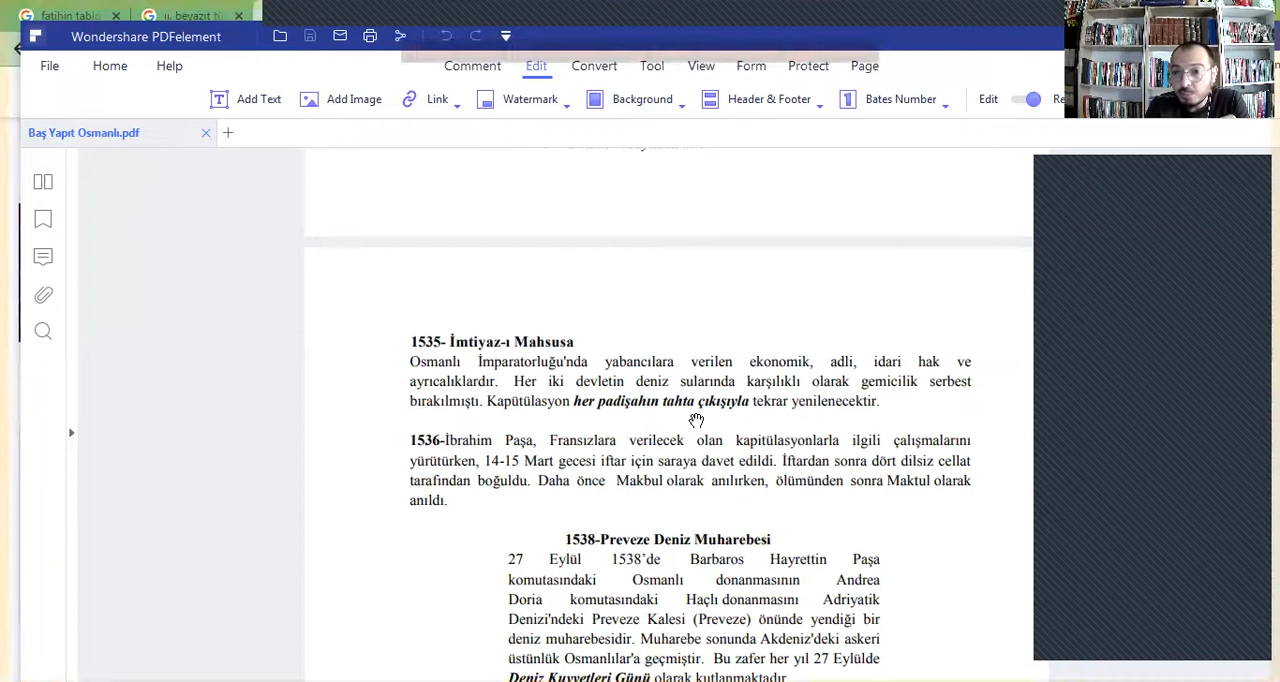 fatihin tablo
ıı. beyazıt tü
Wondershare PDFelement
File Home Help Comment Edit Convert Tool View Form Protect Page
Add Text Add Image Link Watermark Background Header & Footer Bates Number Edit
Baş Yapıt Osmanlı.pdf
1535- İmtiyaz-ı Mahsusa
Osmanlı İmparatorluğu'nda yabancılara verilen ekonomik, adli, idari hak ve
ayrıcalıklardır. Her iki devletin deniz sularında karşılıklı olarak gemicilik serbest
bırakılmıştı. Kapütülasyon her padişahın tahta çıkışıyla tekrar yenilenecektir.
1536-İbrahim Paşa, Fransızlara verilecek olan kapitülasyonlarla ilgili çalışmalarını
yürütürken, 14-15 Mart gecesi iftar için saraya davet edildi. İftardan sonra dört dilsiz cellat
tarafından boğuldu. Daha önce Makbul olarak anılırken, ölümünden sonra Maktul olarak
anıldı.
1538-Preveze Deniz Muharebesi
27 Eylül 1538’de Barbaros Hayrettin Paşa
komutasındaki Osmanlı donanmasının Andrea
Doria komutasındaki Haçlı donanmasını Adriyatik
Denizi'ndeki Preveze Kalesi (Preveze) önünde yendiği bir
deniz muharebesidir. Muharebe sonunda Akdeniz'deki askeri
üstünlük Osmanlılar'a geçmiştir. Bu zafer her yıl 27 Eylülde
Deniz Kuvvetleri Günü olarak kutlanmaktadır